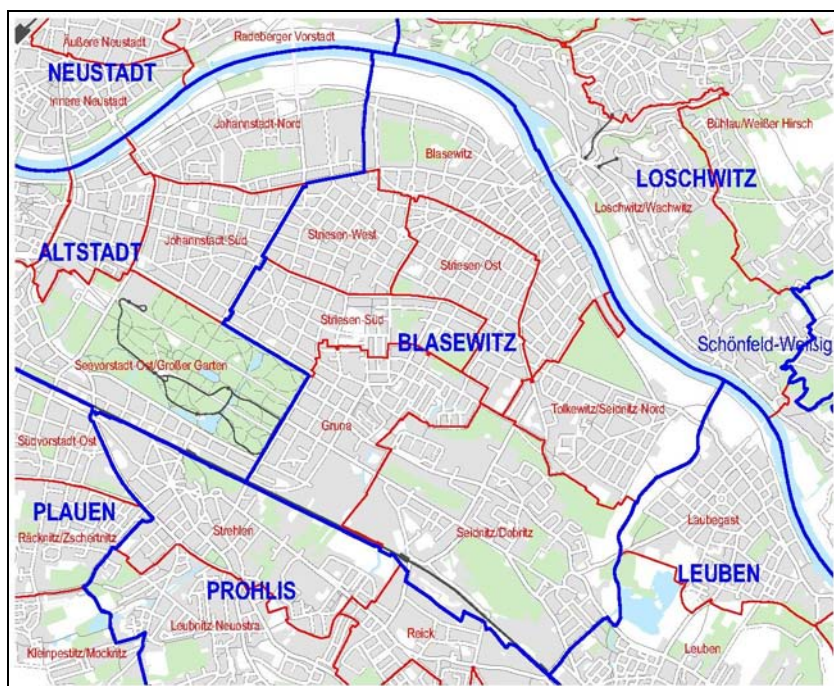 Äußere Neustadt
Radeberger Vorstadt
NEUSTADT
Innere Neustadt
Johannstadt-Nord
Bühlau/Weißer Hirsch
Blasewitz
LOSCHWITZ
Loschwitz/Wachwitz
Striesen-West
Johannstadt-Süd
ALTSTADT
Striesen-Ost
Striesen-Süd
BLASEWITZ
Schönfeld-Weißig
Seevorstadt-Ost/Großer Garten
Tolkewitz/Seidnitz-Nord
Gruna
Südvorstadt-Ost
PLAUEN
Laubegast
Strehlen
Seidnitz/Dobritz
Räcknitz/Zschertnitz
LEUBEN
PROHLIS
Leubnitz-Neuostra
Reick
Leuben
Kleinpestitz/Mockritz